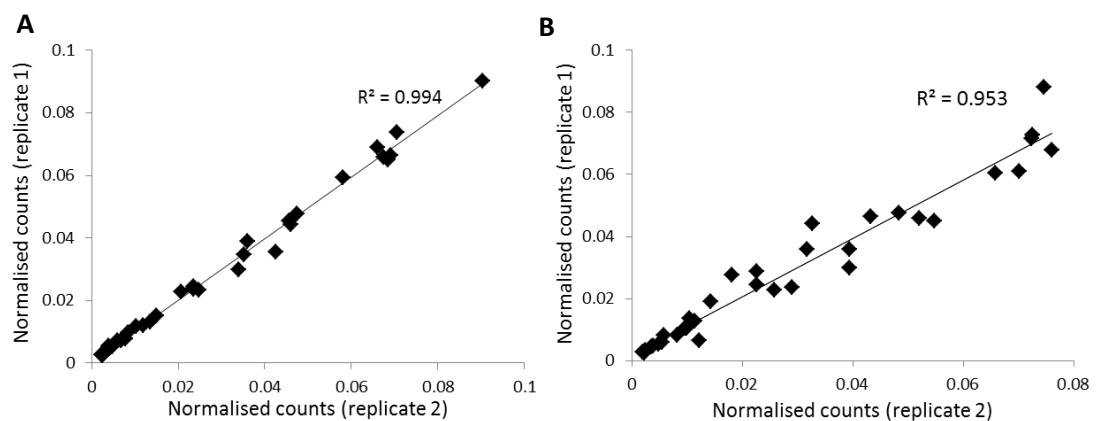 A
Normalised counts (replicate 1)
0.1
0.08
0.06
0.04
0.02
0
R² = 0.994
0
0.02
0.04
0.06
0.08
0.1
Normalised counts (replicate 2)
B
Normalised counts (replicate 1)
0.1
0.08
0.06
0.04
0.02
0
R² = 0.953
0
0.02
0.04
0.06
0.08
Normalised counts (replicate 2)